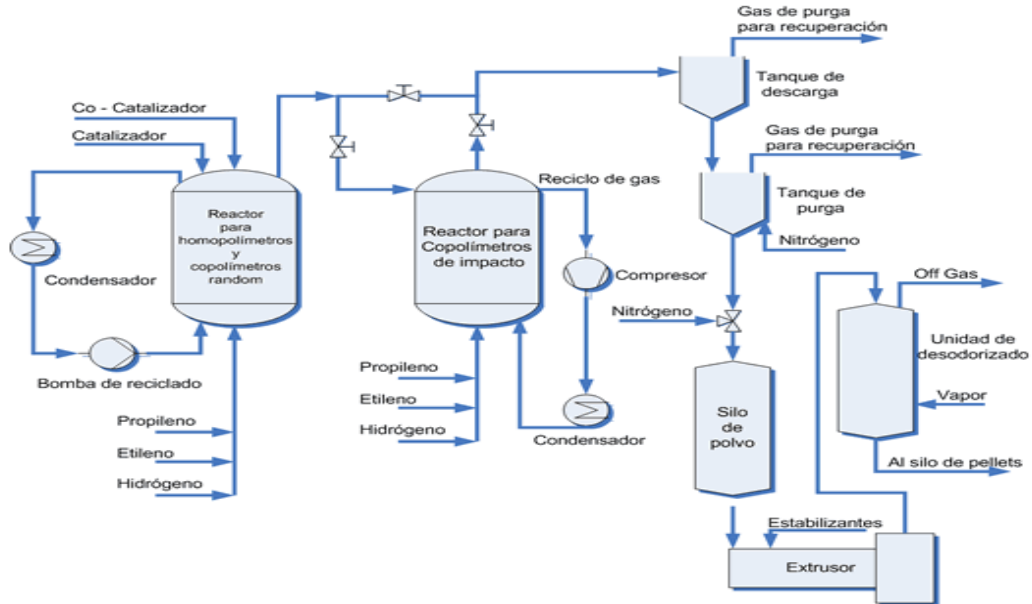 Gas de purga
para recuperación
Tanque de
descarga
Co - Catalizador
Catalizador
Gas de purga
para recuperación
Reciclo de gas
Tanque de
purga
Reactor
para
homopolímetros
y
copolímetros
random
Reactor para
Copolímetros
de impacto
Nitrógeno
Condensador
Compresor
Off Gas
Nitrógeno
Unidad de
desodorizado
Bomba de reciclado
Propileno
Etileno
Hidrógeno
Condensador
Silo
de
polvo
Vapor
Propileno
Etileno
Hidrógeno
Al silo de pellets
Estabilizantes
Extrusor